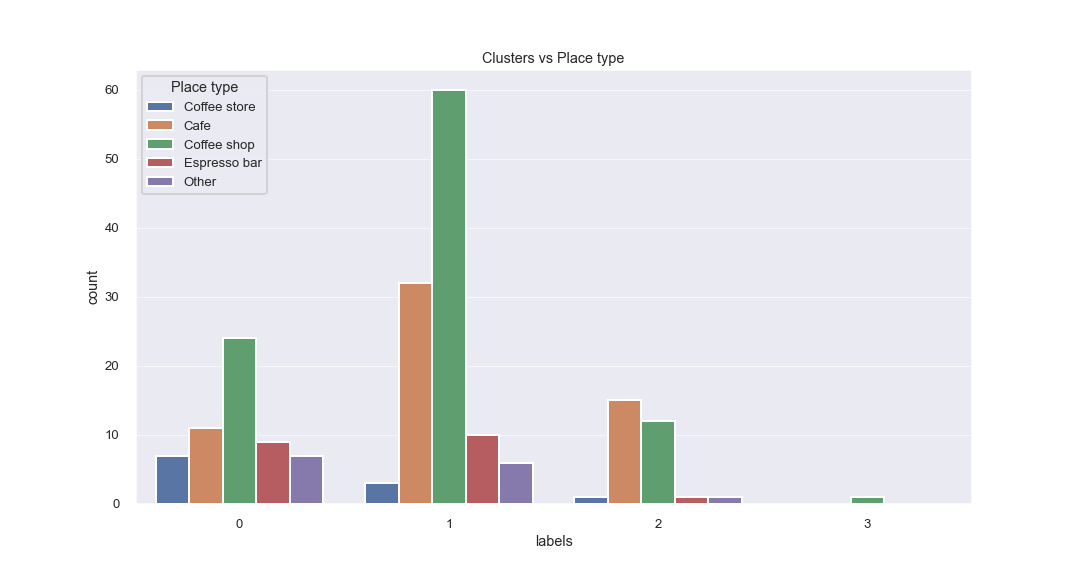 Clusters vs Place type
Place type
Coffee store
Cafe
Coffee shop
Espresso bar
Other
60
50
40
30
20
10
0
count
0 1 2 3
labels